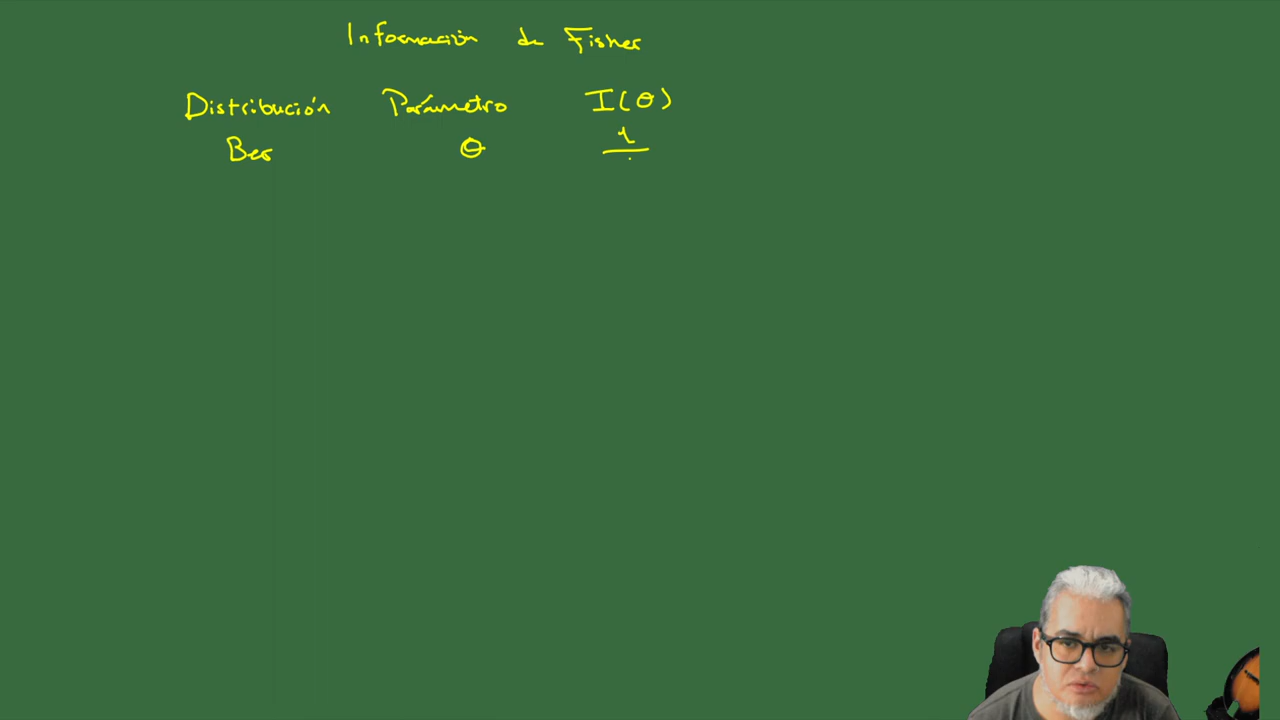 Información de Fisher
Distribución Parámetro I(θ)
Ber θ 1